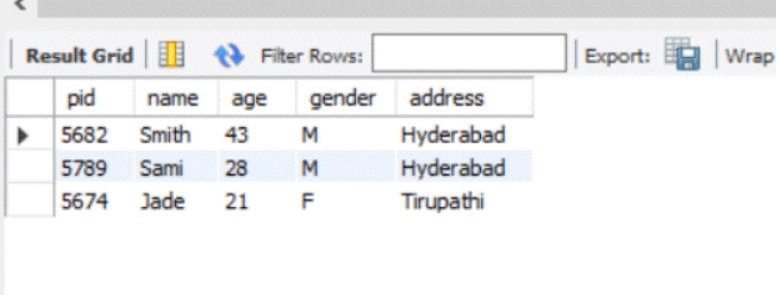 Result Grid Filter Rows: Export: Wrap
pid name age gender address
5682 Smith 43 M Hyderabad
5789 Sami 28 M Hyderabad
5674 Jade 21 F Tirupathi